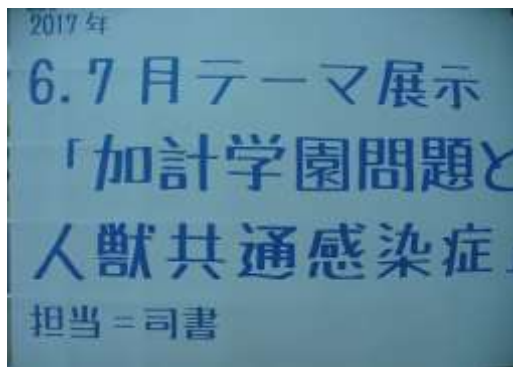 2017年
6.7月テーマ展示
「加計学園問題と
人獣共通感染症」
担当=司書